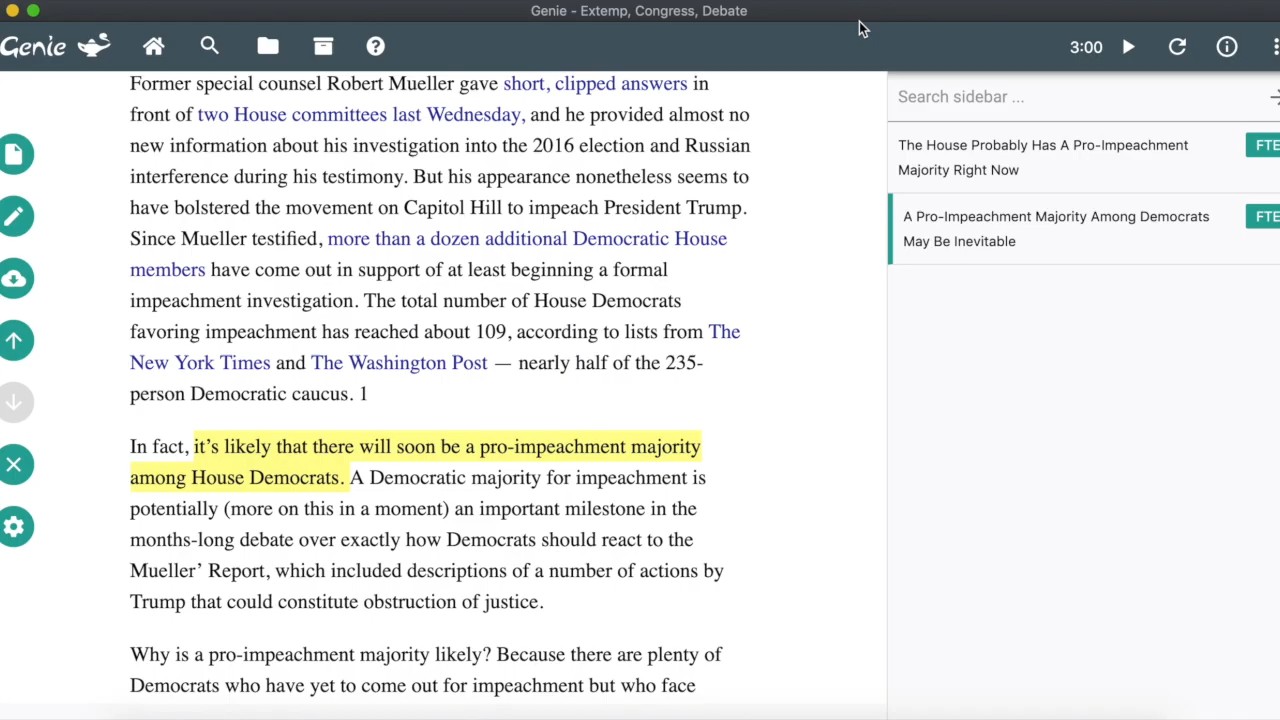 Genie - Extemp, Congress, Debate
Genie
3:00
Former special counsel Robert Mueller gave short, clipped answers in
front of two House committees last Wednesday, and he provided almost no
new information about his investigation into the 2016 election and Russian
interference during his testimony. But his appearance nonetheless seems to
have bolstered the movement on Capitol Hill to impeach President Trump.
Since Mueller testified, more than a dozen additional Democratic House
members have come out in support of at least beginning a formal
impeachment investigation. The total number of House Democrats
favoring impeachment has reached about 109, according to lists from The
New York Times and The Washington Post — nearly half of the 235-
person Democratic caucus. 1
In fact, it’s likely that there will soon be a pro-impeachment majority
among House Democrats. A Democratic majority for impeachment is
potentially (more on this in a moment) an important milestone in the
months-long debate over exactly how Democrats should react to the
Mueller’ Report, which included descriptions of a number of actions by
Trump that could constitute obstruction of justice.
Why is a pro-impeachment majority likely? Because there are plenty of
Democrats who have yet to come out for impeachment but who face
Search sidebar ...
The House Probably Has A Pro-Impeachment
Majority Right Now
FTE
A Pro-Impeachment Majority Among Democrats
May Be Inevitable
FTE